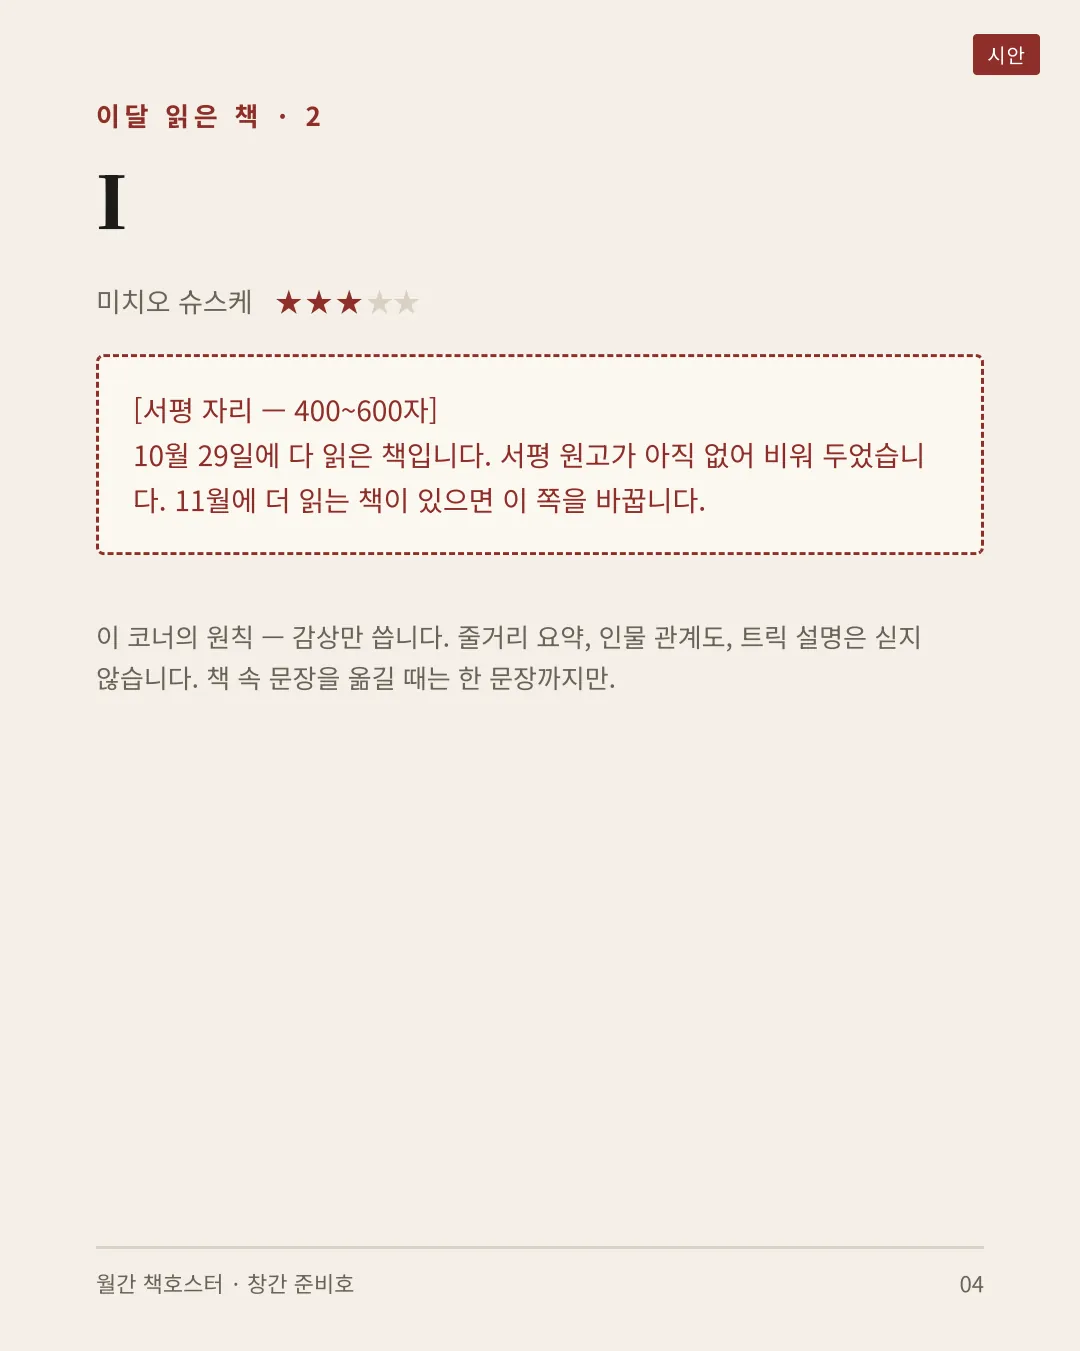 시안
이달 읽은 책 · 2
I
미치오 슈스케 ★★★★★
[서평 자리 — 400~600자]
10월 29일에 다 읽은 책입니다. 서평 원고가 아직 없어 비워 두었습니
다. 11월에 더 읽는 책이 있으면 이 쪽을 바꿉니다.
이 코너의 원칙 — 감상만 씁니다. 줄거리 요약, 인물 관계도, 트릭 설명은 싣지
않습니다. 책 속 문장을 옮길 때는 한 문장까지만.
월간 책호스터 · 창간 준비호
04